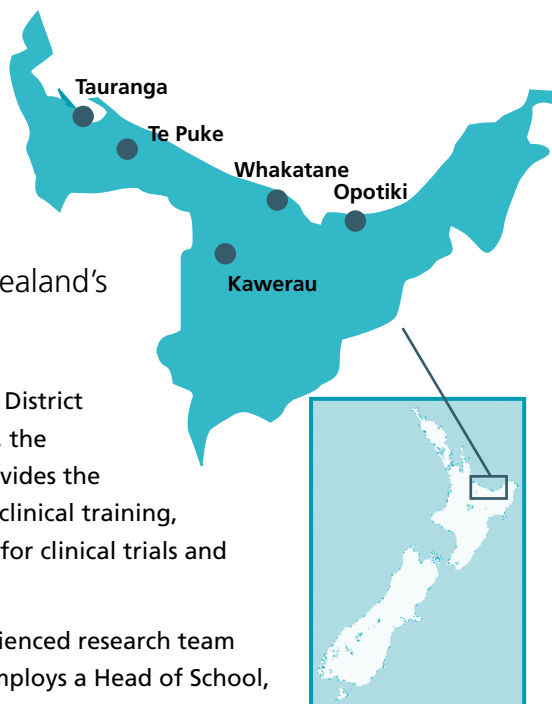 Tauranga
Te Puke
Whakatane
Opotiki
Kawerau
ealand's
District
the
vides the
clinical training,
for clinical trials and
ienced research team
mploys a Head of School,